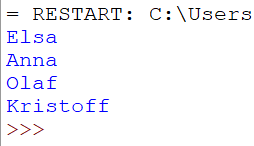 = RESTART: C:\Users
Elsa
Anna
Olaf
Kristoff
>>>